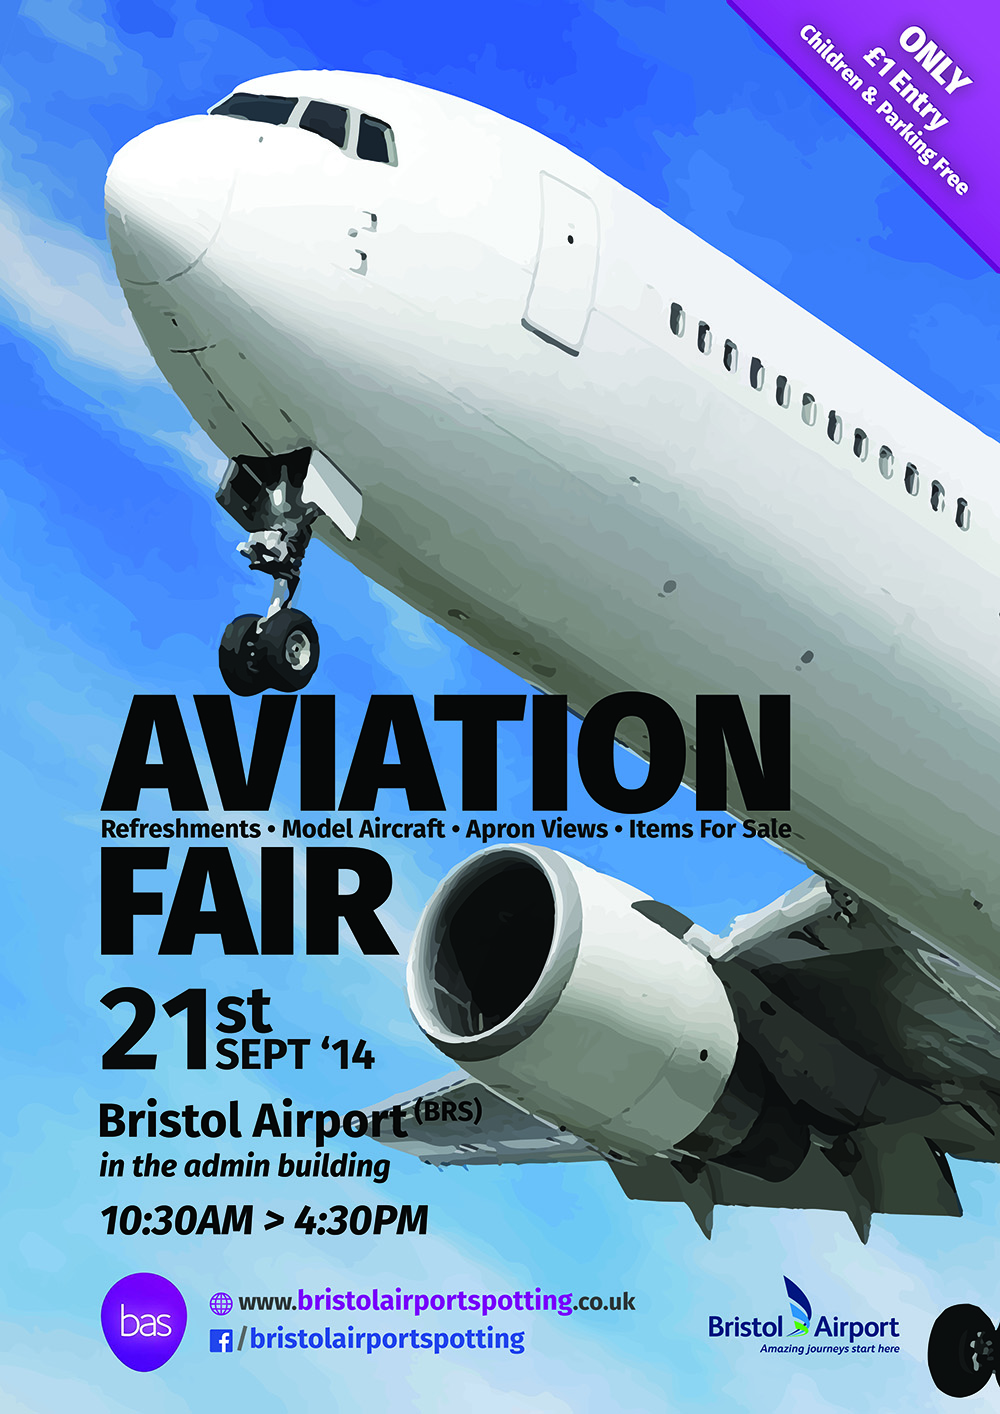 ONLY
£1 Entry
Children & Parking Free
AVIATION
Refreshments • Model Aircraft • Apron Views • Items For Sale
FAIR
21st
SEPT ‘14
Bristol Airport (BRS)
in the admin building
10:30AM > 4:30PM
bas
www.bristolairportspotting.co.uk
f /bristolairportspotting
Bristol Airport
Amazing journeys start here